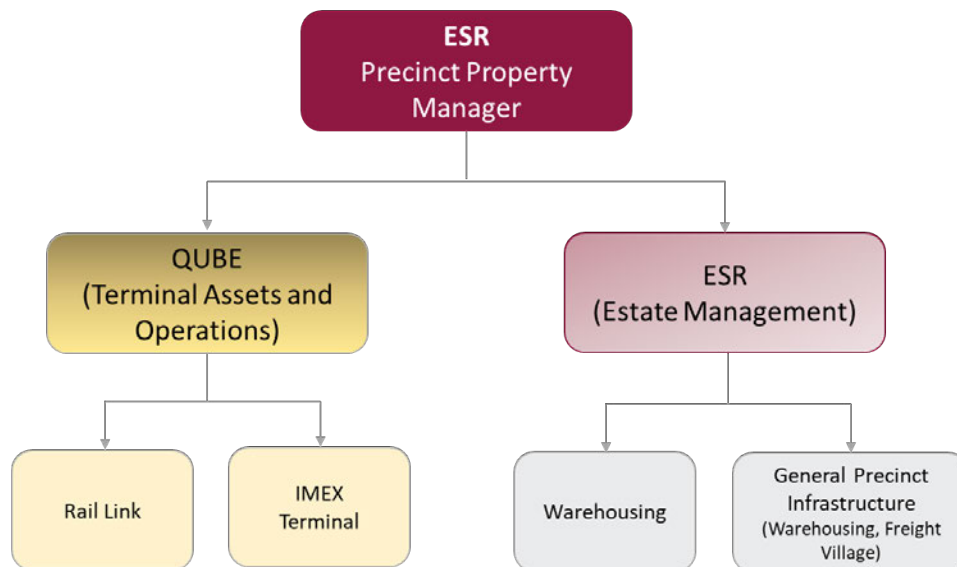 ESR
Precinct Property
Manager
QUBE
(Terminal Assets and
Operations)
ESR
(Estate Management)
Rail Link
IMEX
Terminal
Warehousing
General Precinct
Infrastructure
(Warehousing, Freight
Village)